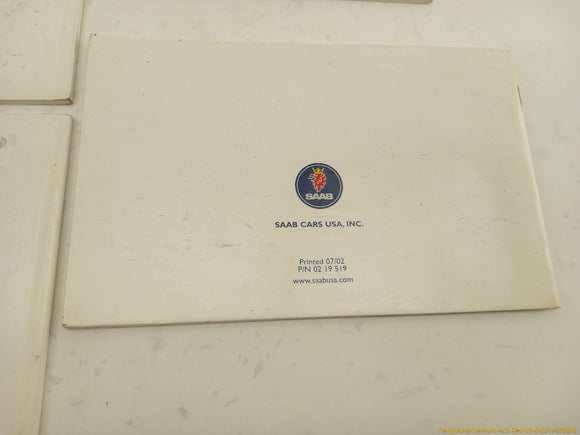 SAAB
SAAB CARS USA, INC.
Printed 07/02
P/N 02 19 519
www.saabusa.com